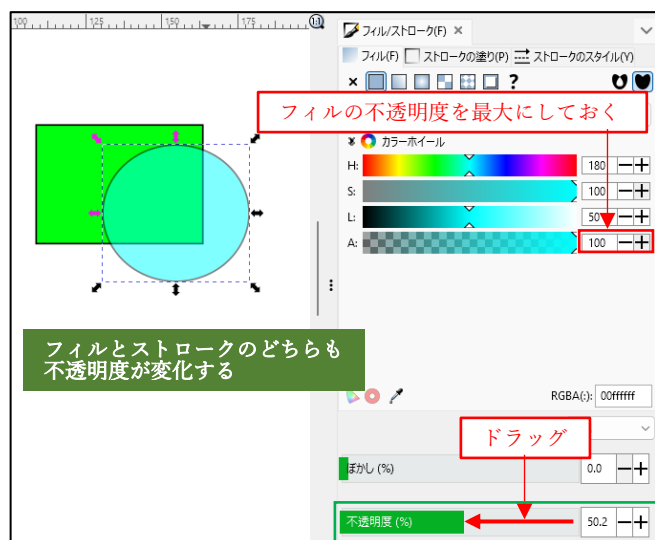 100 125 150 175 1:1
フィル/ストローク(F) ×
フィル(F) ストロークの塗り(P) ストロークのスタイル(Y)
× ?
フィルの不透明度を最大にしておく
カラーホイール
H: 180
S: 100
L: 50
A: 100
フィルとストロークのどちらも
不透明度が変化する
RGBA(:): 00ffffff
ドラッグ
ぼかし (%) 0.0
不透明度 (%) 50.2